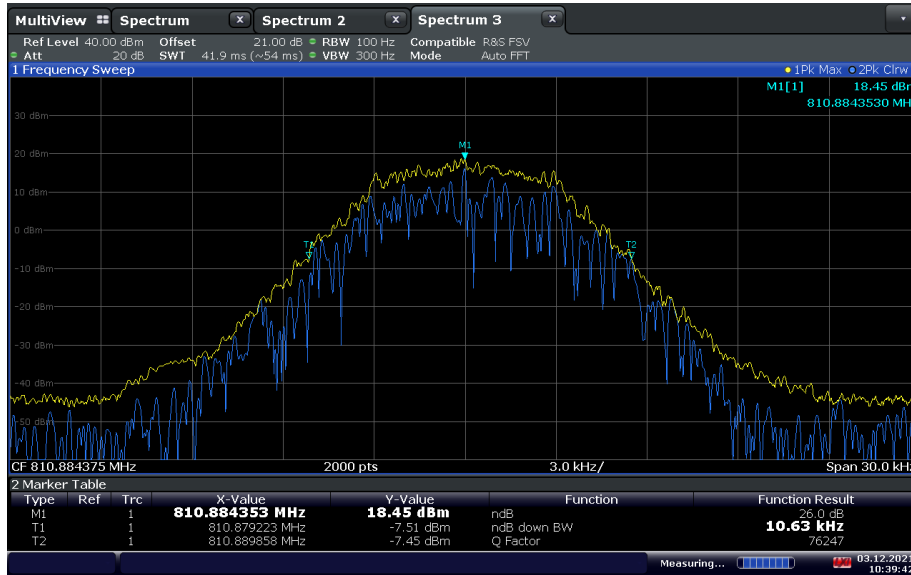 MultiView Spectrum X Spectrum 2 X Spectrum 3 X
Ref Level 40.00 dBm Offset 21.00 dB RBW 100 Hz Compatible R&S FSV
Att 20 dB SWT 41.9 ms (~54 ms) VBW 300 Hz Mode Auto FFT
1 Frequency Sweep 1Pk Max 2Pk Clrw
M1[1] 18.45 dBm
810.8843530 MH
30 dBm
M1
20 dBm
10 dBm
0 dBm
T1 T2
-10 dBm
-20 dBm
-30 dBm
-40 dBm
-50 dBm
CF 810.884375 MHz 2000 pts 3.0 kHz/ Span 30.0 kHz
2 Marker Table
Type Ref Trc X-Value Y-Value Function Function Result
M1 1 810.884353 MHz 18.45 dBm ndB 26.0 dB
T1 1 810.879223 MHz -7.51 dBm ndB down BW 10.63 kHz
T2 1 810.889858 MHz -7.45 dBm Q Factor 76247
Measuring... 03.12.2021
10:39:47